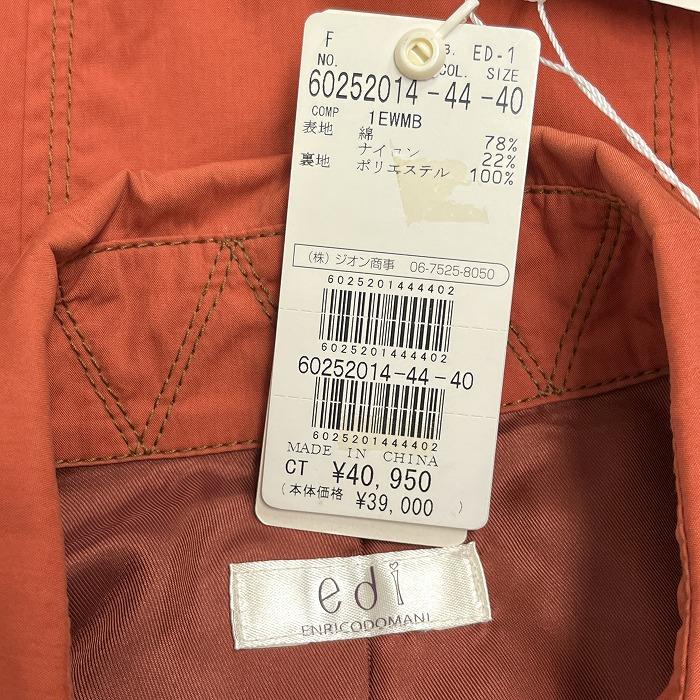 F B. ED-1
NO. COL. SIZE
60252014-44-40
COMP 1EWMB
表地 綿 78%
ナイロン 22%
裏地 ポリエステル 100%
(株) ジオン商事 06-7525-8050
6025201444402
6025201444402
60252014-44-40
6025201444402
MADE IN CHINA
CT ¥40,950
(本体価格 ¥39,000 )
edi
ENRICODOMANI